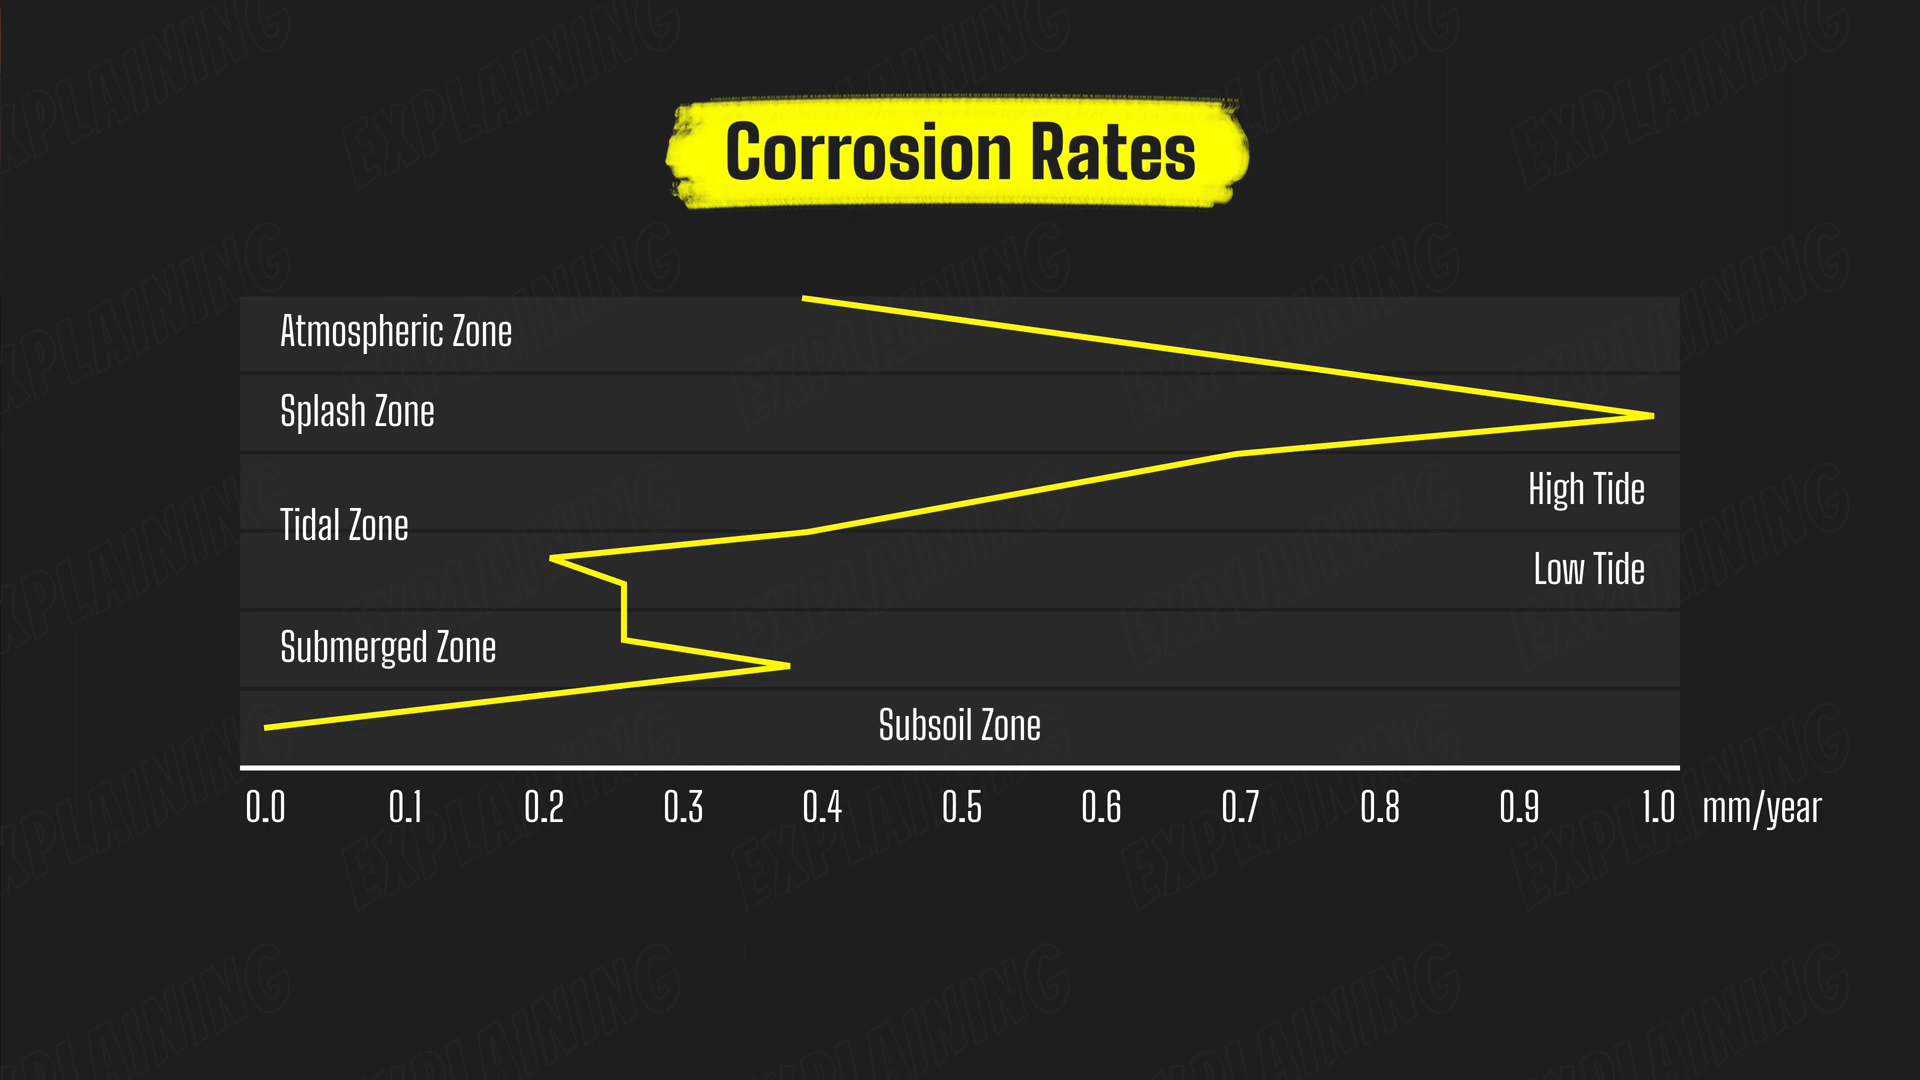 Corrosion Rates
Atmospheric Zone
Splash Zone
High Tide
Tidal Zone
Low Tide
Submerged Zone
Subsoil Zone
0.0 0.1 0.2 0.3 0.4 0.5 0.6 0.7 0.8 0.9 1.0 mm/year
EXPLAINING